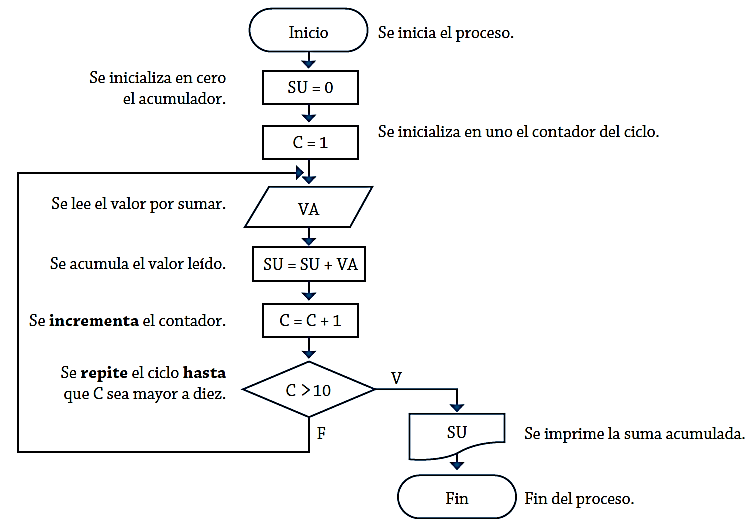 Inicio
Se inicia el proceso.
Se inicializa en cero
el acumulador.
SU = 0
C = 1
Se inicializa en uno el contador del ciclo.
Se lee el valor por sumar.
VA
Se acumula el valor leído.
SU = SU + VA
Se incrementa el contador.
C = C + 1
Se repite el ciclo hasta
que C sea mayor a diez.
C > 10
V
F
SU
Se imprime la suma acumulada.
Fin
Fin del proceso.